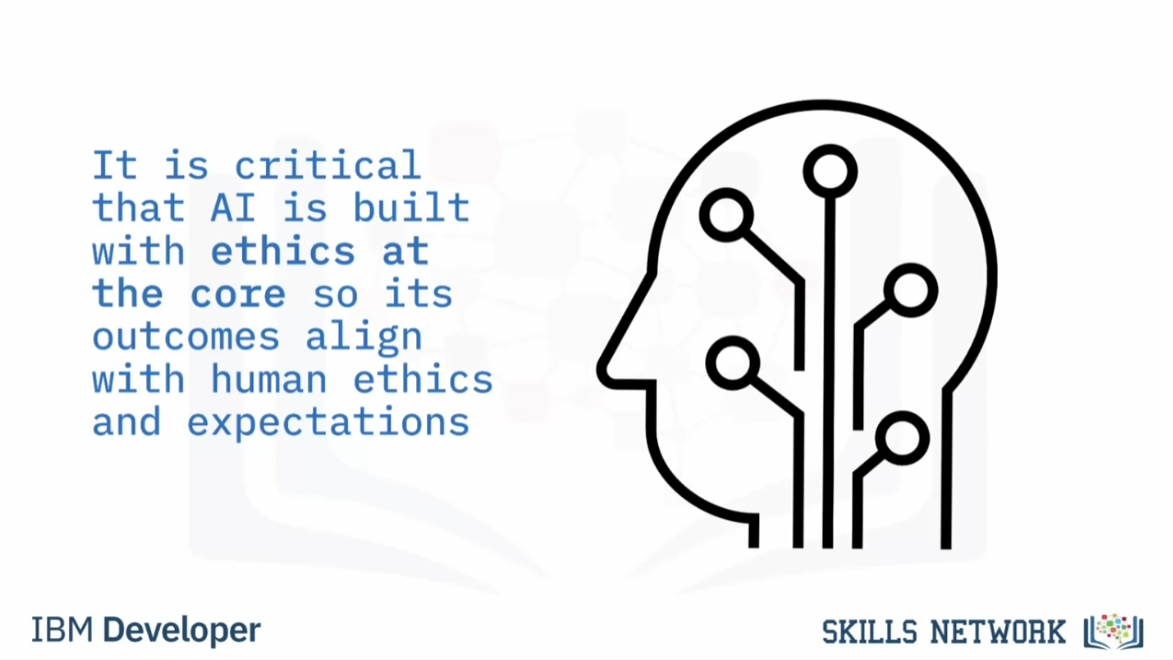 It is critical
that AI is built
with ethics at
the core so its
outcomes align
with human ethics
and expectations
IBM Developer
SKILLS NETWORK